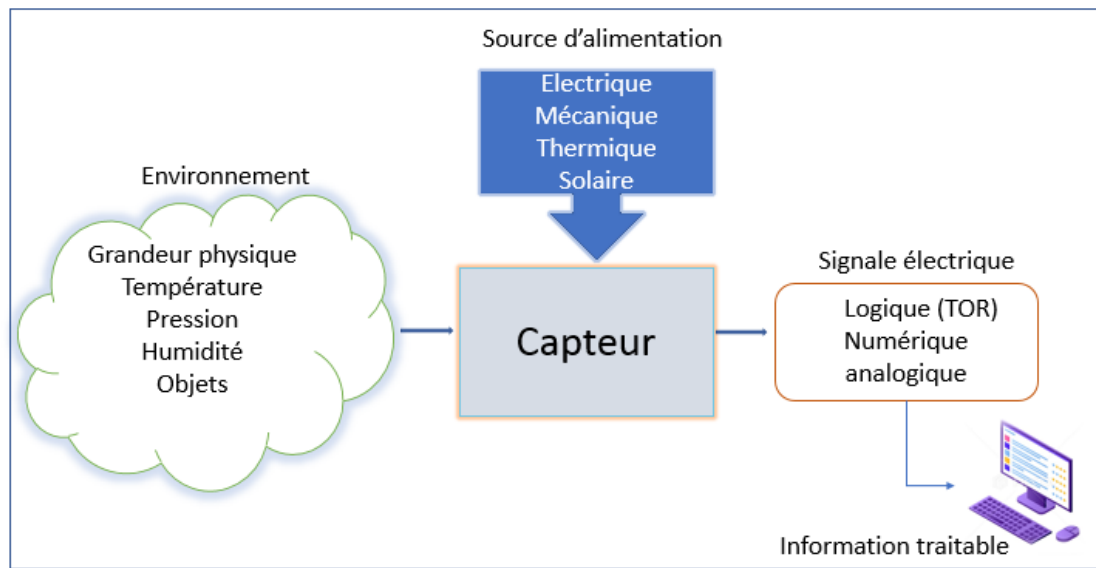 Source d'alimentation
Electrique
Mécanique
Thermique
Solaire
Environnement
Grandeur physique
Température
Pression
Humidité
Objets
Capteur
Signale électrique
Logique (TOR)
Numérique
analogique
Information traitable